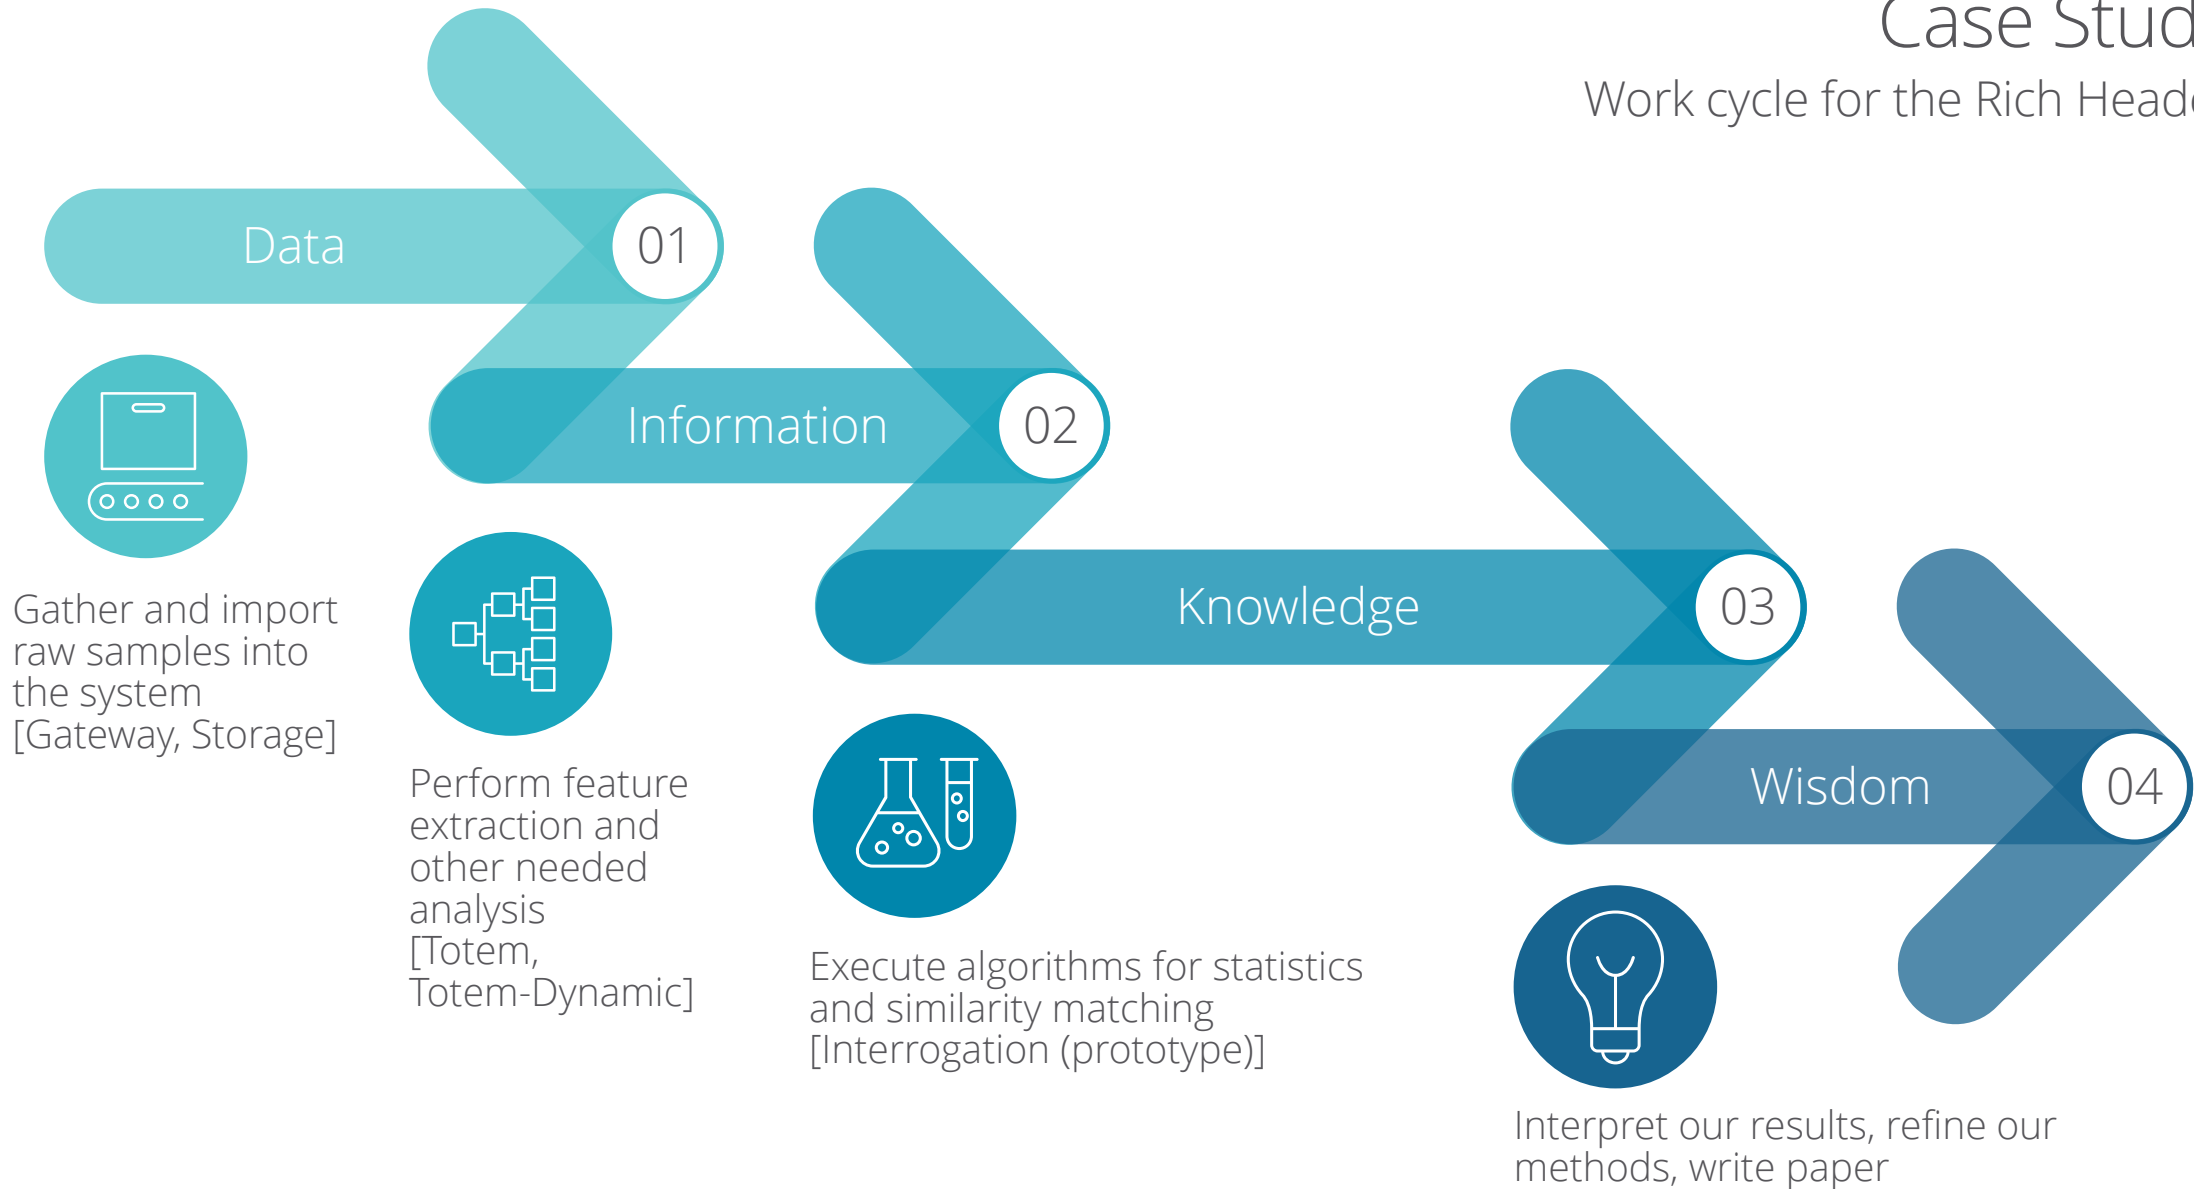 Case Stud
Work cycle for the Rich Head
Data
01
Gather and import
raw samples into
the system
[Gateway, Storage]
Information
02
Perform feature
extraction and
other needed
analysis
[Totem,
Totem-Dynamic]
Knowledge
03
Execute algorithms for statistics
and similarity matching
[Interrogation (prototype)]
Wisdom
04
Interpret our results, refine our
methods, write paper